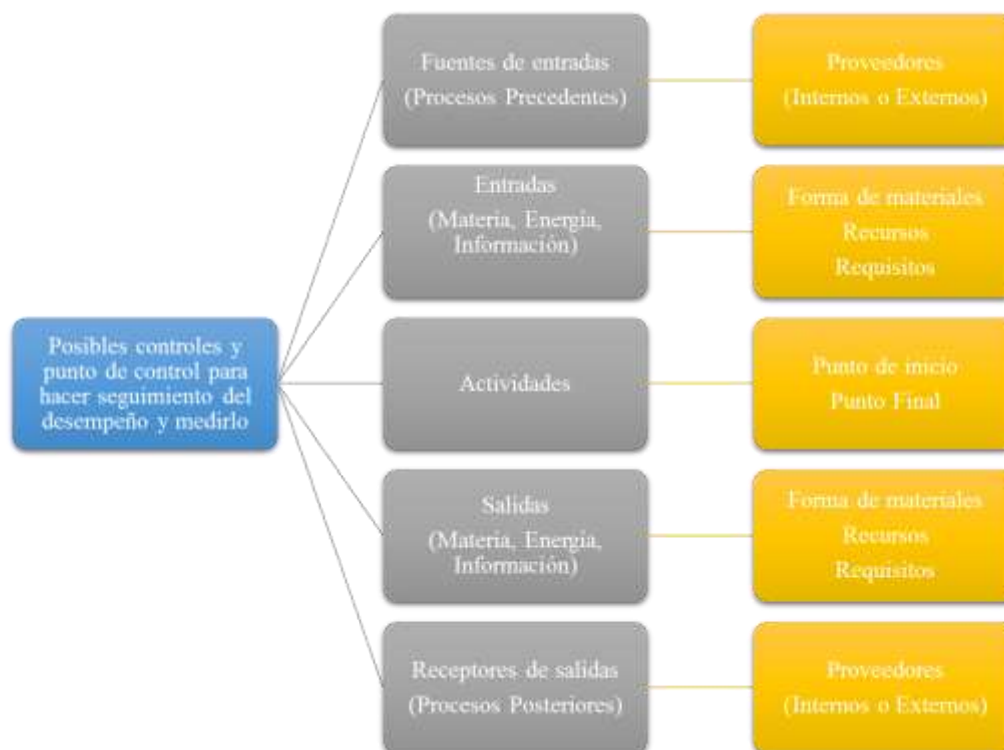 Fuentes de entradas
(Procesos Precedentes)
Proveedores
(Internos o Externos)
Entradas
(Materia, Energía,
Información)
Forma de materiales
Recursos
Requisitos
Posibles controles y
punto de control para
hacer seguimiento del
desempeño y medirlo
Actividades
Punto de inicio
Punto Final
Salidas
(Materia, Energía,
Información)
Forma de materiales
Recursos
Requisitos
Receptores de salidas
(Procesos Posteriores)
Proveedores
(Internos o Externos)